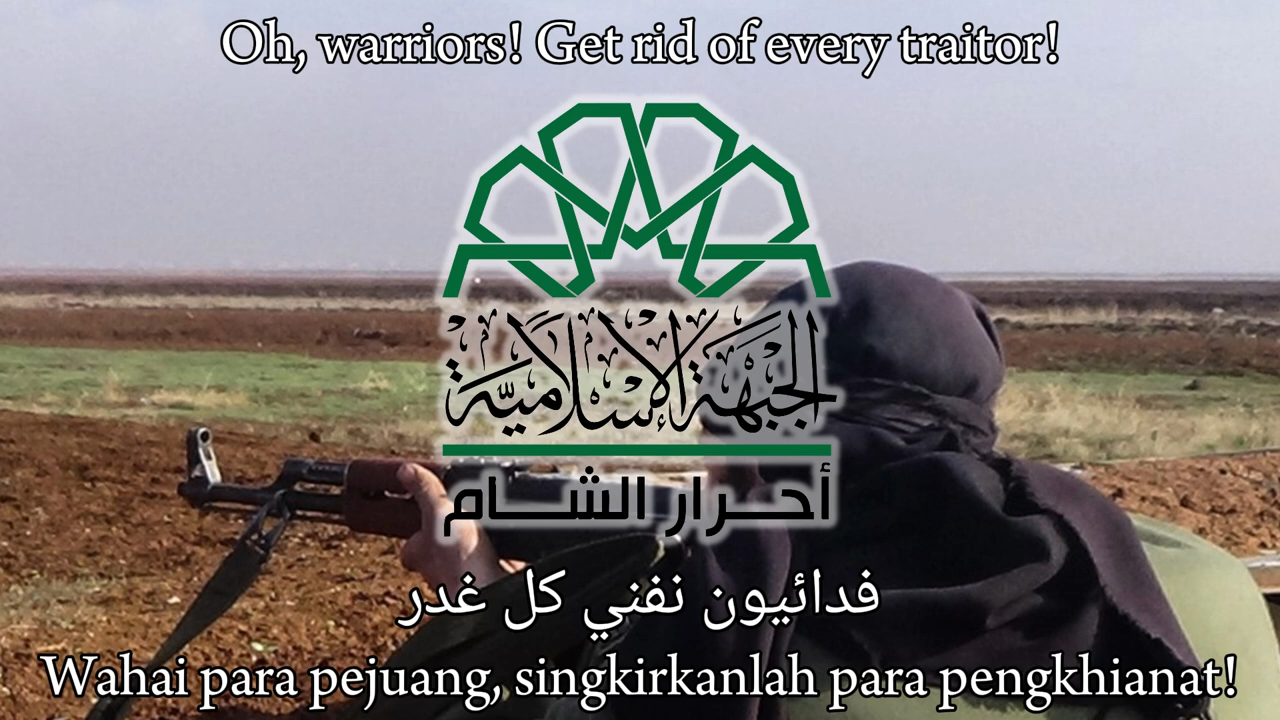 Oh, warriors! Get rid of every traitor!
الجبهة الإسلامية
أحرار الشام
فدائيون نفني كل غدر
Wahai para pejuang, singkirkanlah para pengkhianat!